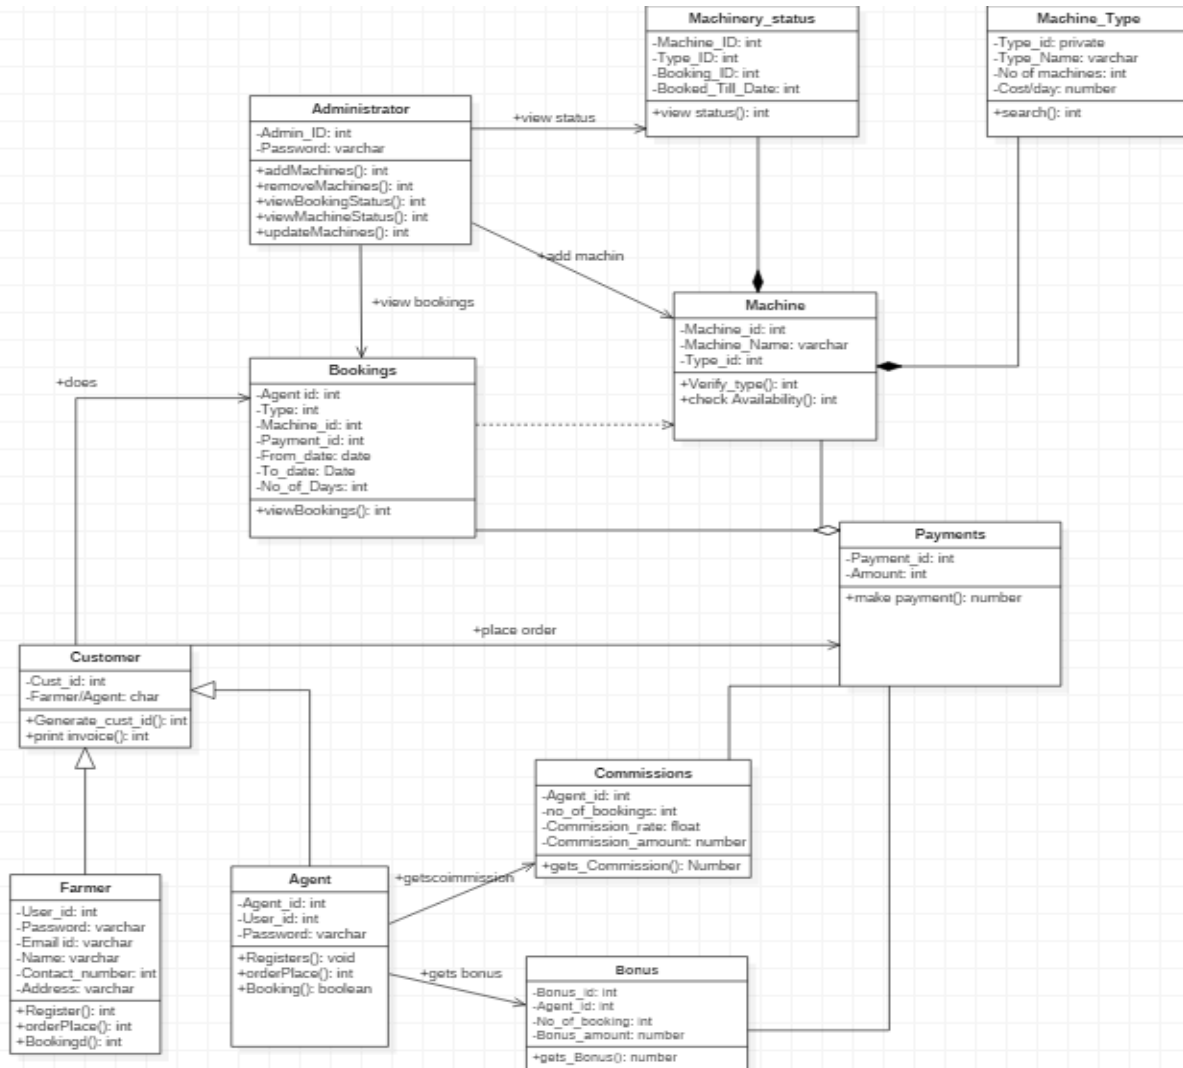 Machinery_status
-Machine_ID: int
-Type_ID: int
-Booking_ID: int
-Booked_Till_Date: int
+view status(): int
Machine_Type
-Type_id: private
-Type_Name: varchar
-No of machines: int
-Cost/day: number
+search(): int
Administrator
-Admin_ID: int
-Password: varchar
+addMachines(): int
+removeMachines(): int
+viewBookingStatus(): int
+viewMachineStatus(): int
+updateMachines(): int
+view status
+add machin
+view bookings
Machine
-Machine_id: int
-Machine_Name: varchar
-Type_id: int
+Verify_type(): int
+check Availability(): int
+does
Bookings
-Agent id: int
-Type: int
-Machine_id: int
-Payment_id: int
-From_date: date
-To_date: Date
-No_of_Days: int
+viewBookings(): int
Payments
-Payment_id: int
-Amount: int
+make payment(): number
+place order
Customer
-Cust_id: int
-Farmer/Agent: char
+Generate_cust_id(): int
+print invoice(): int
Commissions
-Agent_id: int
-no_of_bookings: int
-Commission_rate: float
-Commission_amount: number
+gets_Commission(): Number
+getscoimmission
Farmer
-User_id: int
-Password: varchar
-Email id: varchar
-Name: varchar
-Contact_number: int
-Address: varchar
+Register(): int
+orderPlace(): int
+Bookingd(): int
Agent
-Agent_id: int
-User_id: int
-Password: varchar
+Registers(): void
+orderPlace(): int
+Booking(): boolean
+gets bonus
Bonus
-Bonus_id: int
-Agent_id: int
-No_of_booking: int
-Bonus_amount: number
+gets_Bonus(): number